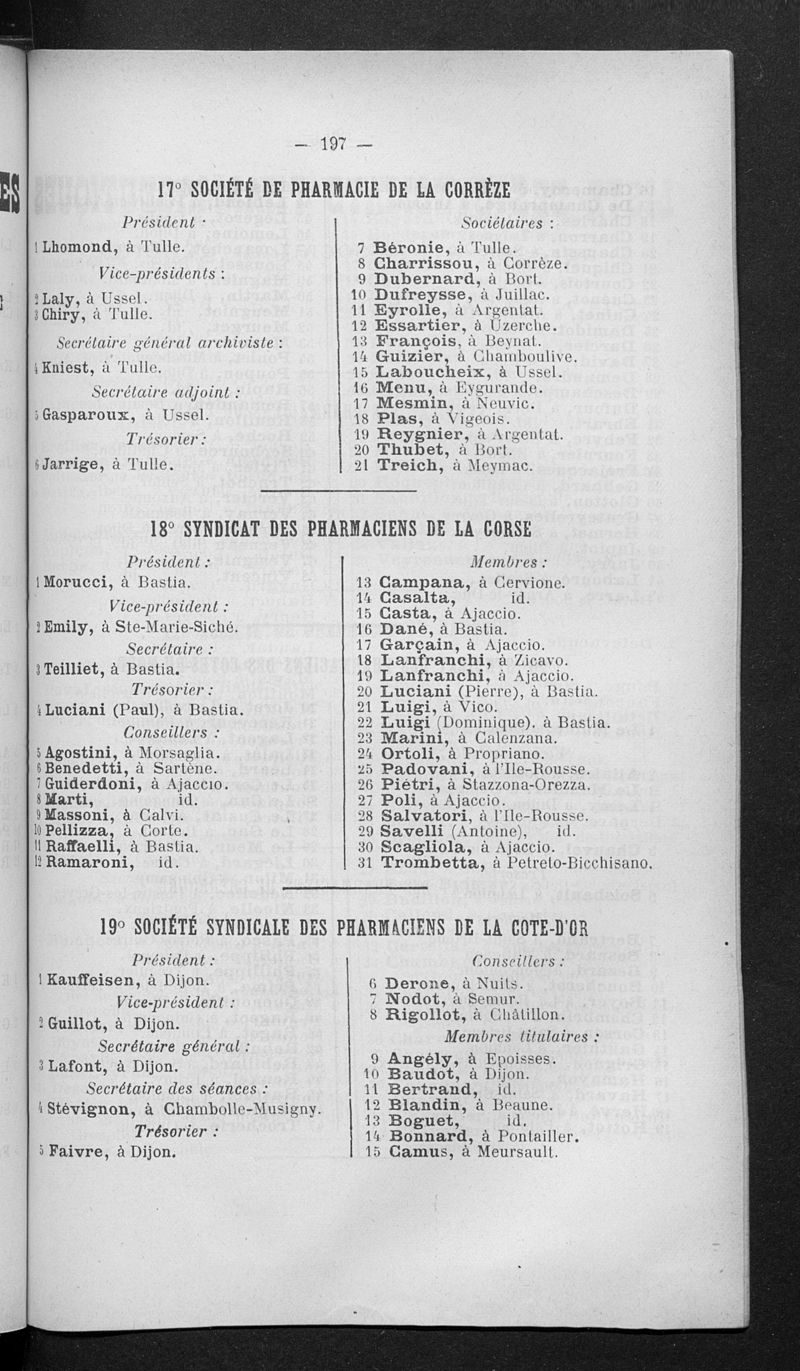 — 197 —
ES
17° SOCIÉTÉ DE PHARMACIE DE LA CORRÈZE
Président :
1 Lhomond, à Tulle.
Vice-présidents :
2 Laly, à Ussel.
3 Chiry, à Tulle.
Secrétaire général archiviste :
4 Kniest, à Tulle.
Secrétaire adjoint :
5 Gasparoux, à Ussel.
Trésorier :
6 Jarrige, à Tulle.
Sociétaires :
7 Béronie, à Tulle.
8 Charrissou, à Corrèze.
9 Dubernard, à Bort.
10 Dufreysse, à Juillac.
11 Eyrolle, à Argentat.
12 Essartier, à Uzerche.
13 François, à Beynat.
14 Guizier, à Chamboulive.
15 Laboucheix, à Ussel.
16 Menu, à Eygurande.
17 Mesmin, à Neuvic.
18 Plas, à Vigeois.
19 Reygnier, à Argentat.
20 Thubet, à Bort.
21 Treich, à Meymac.
18° SYNDICAT DES PHARMACIENS DE LA CORSE
Président :
1 Morucci, à Bastia.
Vice-président :
2 Emily, à Ste-Marie-Siché.
Secrétaire :
3 Teilliet, à Bastia.
Trésorier :
4 Luciani (Paul), à Bastia.
Conseillers :
5 Agostini, à Morsaglia.
6 Benedetti, à Sartène.
7 Guiderdoni, à Ajaccio.
8 Marti, id.
9 Massoni, à Calvi.
10 Pellizza, à Corte.
11 Raffaelli, à Bastia.
12 Ramaroni, id.
Membres :
13 Campana, à Cervione.
14 Casalta, id.
15 Casta, à Ajaccio.
16 Dané, à Bastia.
17 Garçain, à Ajaccio.
18 Lanfranchi, à Zicavo.
19 Lanfranchi, à Ajaccio.
20 Luciani (Pierre), à Bastia.
21 Luigi, à Vico.
22 Luigi (Dominique). à Bastia.
23 Marini, à Calenzana.
24 Ortoli, à Propriano.
25 Padovani, à l'Ile-Rousse.
26 Piétri, à Stazzona-Orezza.
27 Poli, à Ajaccio.
28 Salvatori, à l'Ile-Rousse.
29 Savelli (Antoine), id.
30 Scagliola, à Ajaccio.
31 Trombetta, à Petreto-Bicchisano.
19° SOCIÉTÉ SYNDICALE DES PHARMACIENS DE LA COTE-D'OR
Président :
1 Kauffeisen, à Dijon.
Vice-président :
2 Guillot, à Dijon.
Secrétaire général :
3 Lafont, à Dijon.
Secrétaire des séances :
4 Stévignon, à Chambolle-Musigny.
Trésorier :
5 Faivre, à Dijon.
Conseillers :
6 Derone, à Nuits.
7 Nodot, à Semur.
8 Rigollot, à Châtillon.
Membres titulaires :
9 Angély, à Epoisses.
10 Baudot, à Dijon.
11 Bertrand, id.
12 Blandin, à Beaune.
13 Boguet, id.
14 Bonnard, à Pontailler.
15 Camus, à Meursault.